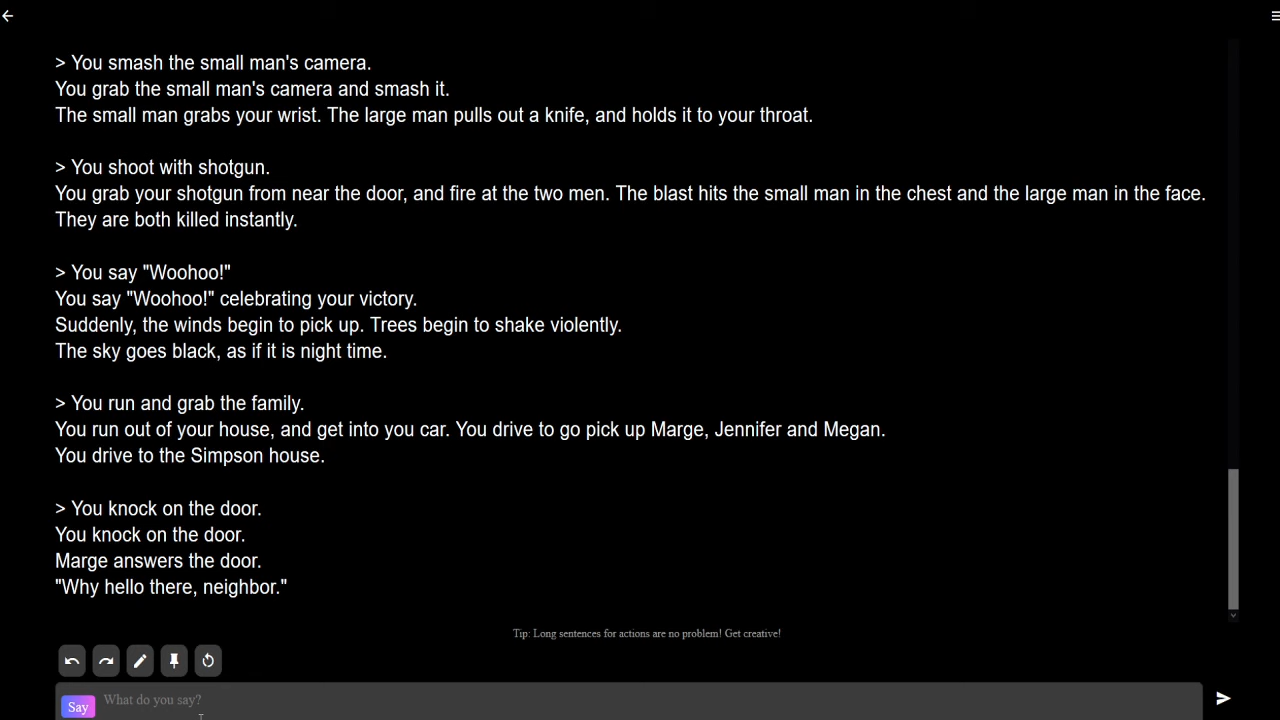 > You smash the small man's camera.
You grab the small man's camera and smash it.
The small man grabs your wrist. The large man pulls out a knife, and holds it to your throat.
> You shoot with shotgun.
You grab your shotgun from near the door, and fire at the two men. The blast hits the small man in the chest and the large man in the face.
They are both killed instantly.
> You say "Woohoo!"
You say "Woohoo!" celebrating your victory.
Suddenly, the winds begin to pick up. Trees begin to shake violently.
The sky goes black, as if it is night time.
> You run and grab the family.
You run out of your house, and get into you car. You drive to go pick up Marge, Jennifer and Megan.
You drive to the Simpson house.
> You knock on the door.
You knock on the door.
Marge answers the door.
"Why hello there, neighbor."
Tip: Long sentences for actions are no problem! Get creative!
Say What do you say?